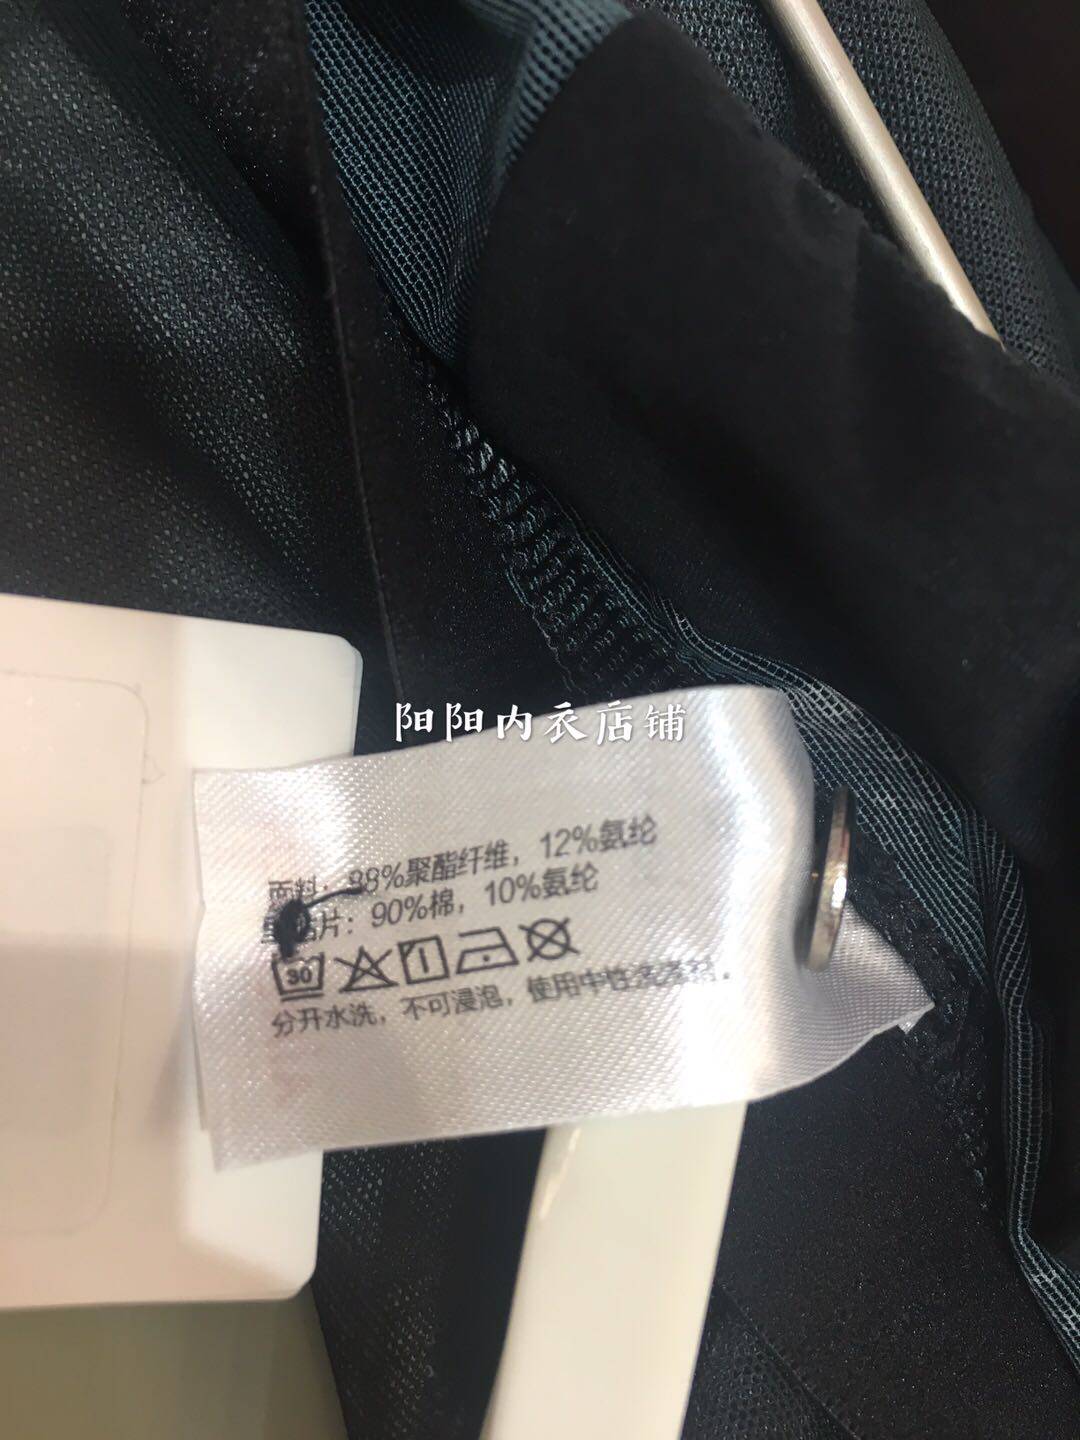 阳阳内衣店铺
面料：88%聚酯纤维，12%氨纶
片：90%棉，10%氨纶
30
分开水洗，不可浸泡，使用中性洗涤剂.